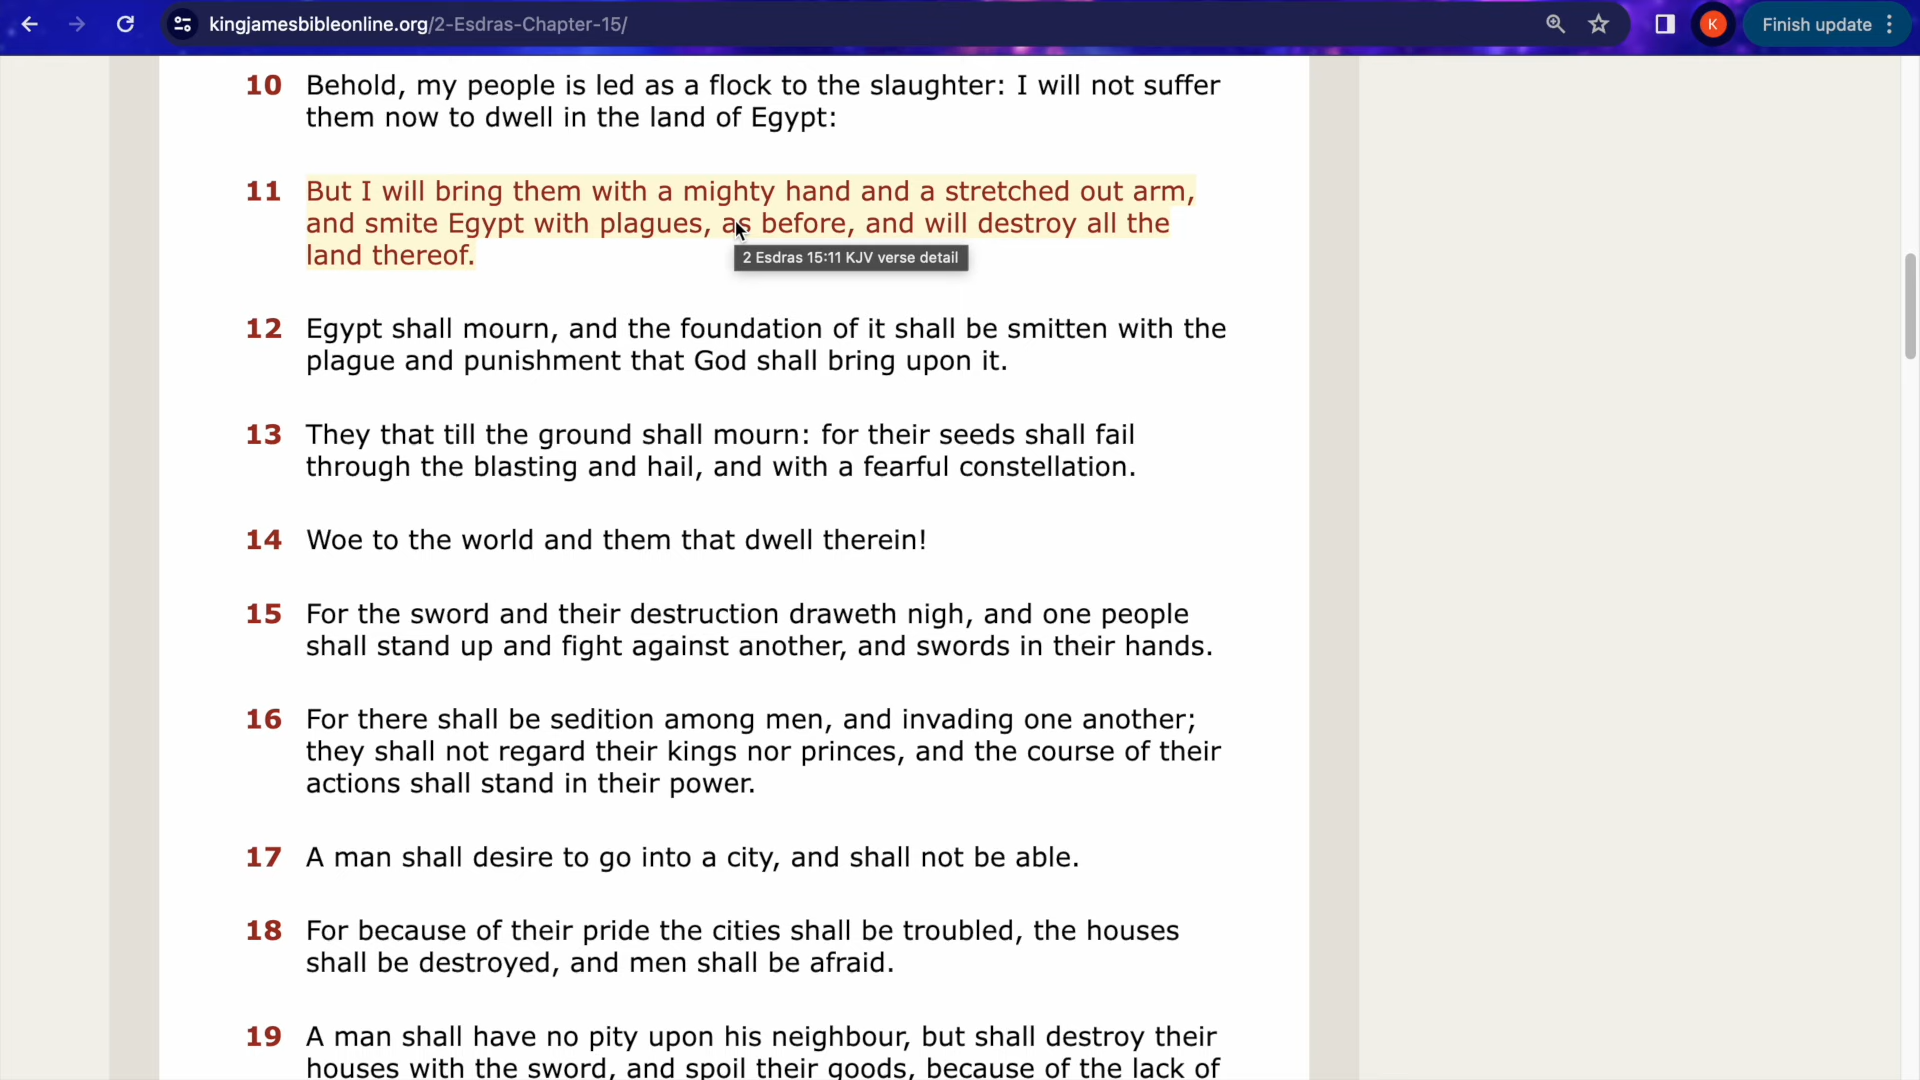 kingjamesbibleonline.org/2-Esdras-Chapter-15/
K
Finish update
10 Behold, my people is led as a flock to the slaughter: I will not suffer
them now to dwell in the land of Egypt:
11 But I will bring them with a mighty hand and a stretched out arm,
and smite Egypt with plagues, as before, and will destroy all the
land thereof.
2 Esdras 15:11 KJV verse detail
12 Egypt shall mourn, and the foundation of it shall be smitten with the
plague and punishment that God shall bring upon it.
13 They that till the ground shall mourn: for their seeds shall fail
through the blasting and hail, and with a fearful constellation.
14 Woe to the world and them that dwell therein!
15 For the sword and their destruction draweth nigh, and one people
shall stand up and fight against another, and swords in their hands.
16 For there shall be sedition among men, and invading one another;
they shall not regard their kings nor princes, and the course of their
actions shall stand in their power.
17 A man shall desire to go into a city, and shall not be able.
18 For because of their pride the cities shall be troubled, the houses
shall be destroyed, and men shall be afraid.
19 A man shall have no pity upon his neighbour, but shall destroy their
houses with the sword, and spoil their goods, because of the lack of